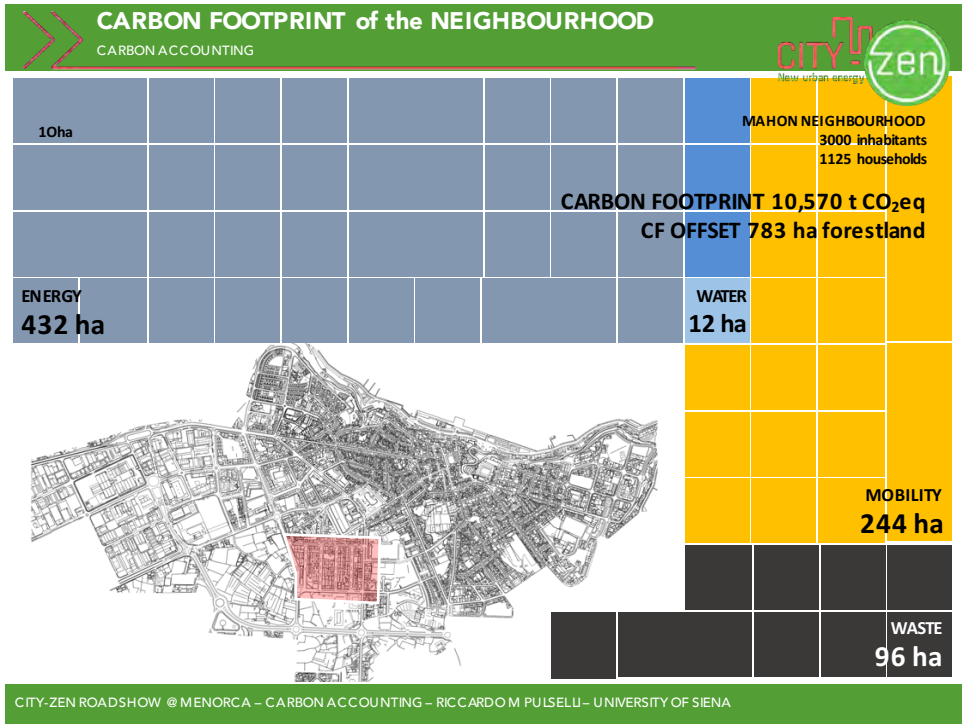 CARBON FOOTPRINT of the NEIGHBOURHOOD
CARBON ACCOUNTING
CITY-zen
New urban energy
10ha
MAHON NEIGHBOURHOOD
3000 inhabitants
1125 households
CARBON FOOTPRINT 10,570 t CO₂eq
CF OFFSET 783 ha forestland
ENERGY
432 ha
WATER
12 ha
MOBILITY
244 ha
WASTE
96 ha
CITY-ZEN ROADSHOW @ MENORCA – CARBON ACCOUNTING – RICCARDO M PULSELLI – UNIVERSITY OF SIENA